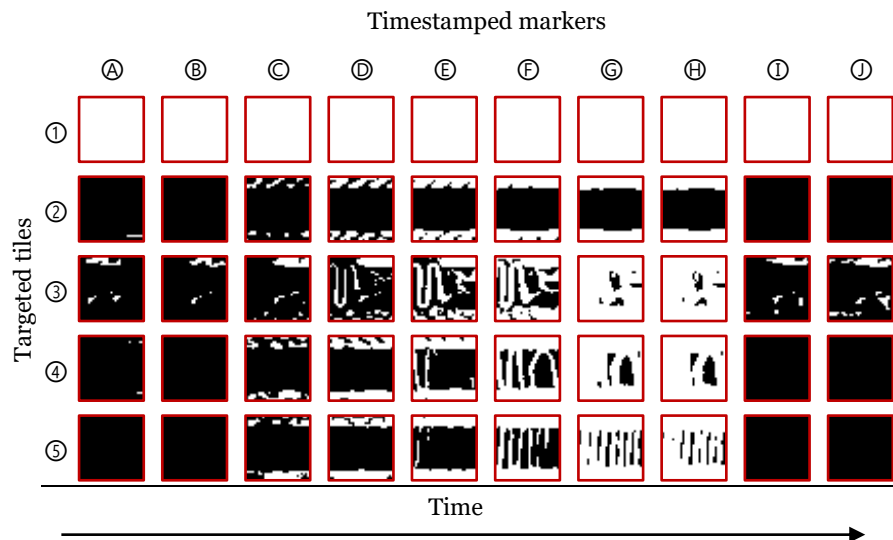 Timestamped markers
Ⓐ Ⓑ Ⓒ Ⓓ Ⓔ Ⓕ Ⓖ Ⓗ Ⓘ Ⓙ
Targeted tiles
①
②
③
④
⑤
Time